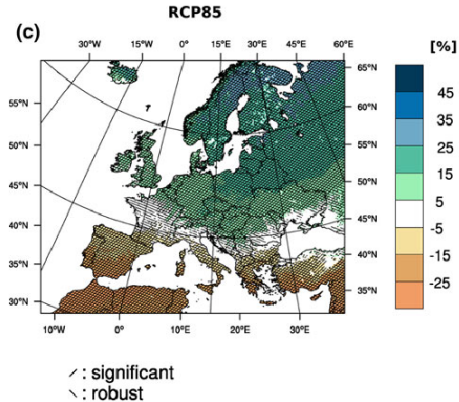 RCP85
(c)
30°W 15°W 0° 15°E 30°E 45°E 60°E
[%]
65°N
55°N
60°N
45
50°N
35
55°N
25
45°N
15
50°N
5
40°N
45°N
-5
35°N
40°N
-15
30°N
35°N
-25
10°W 0° 10°E 20°E 30°E
: significant
: robust